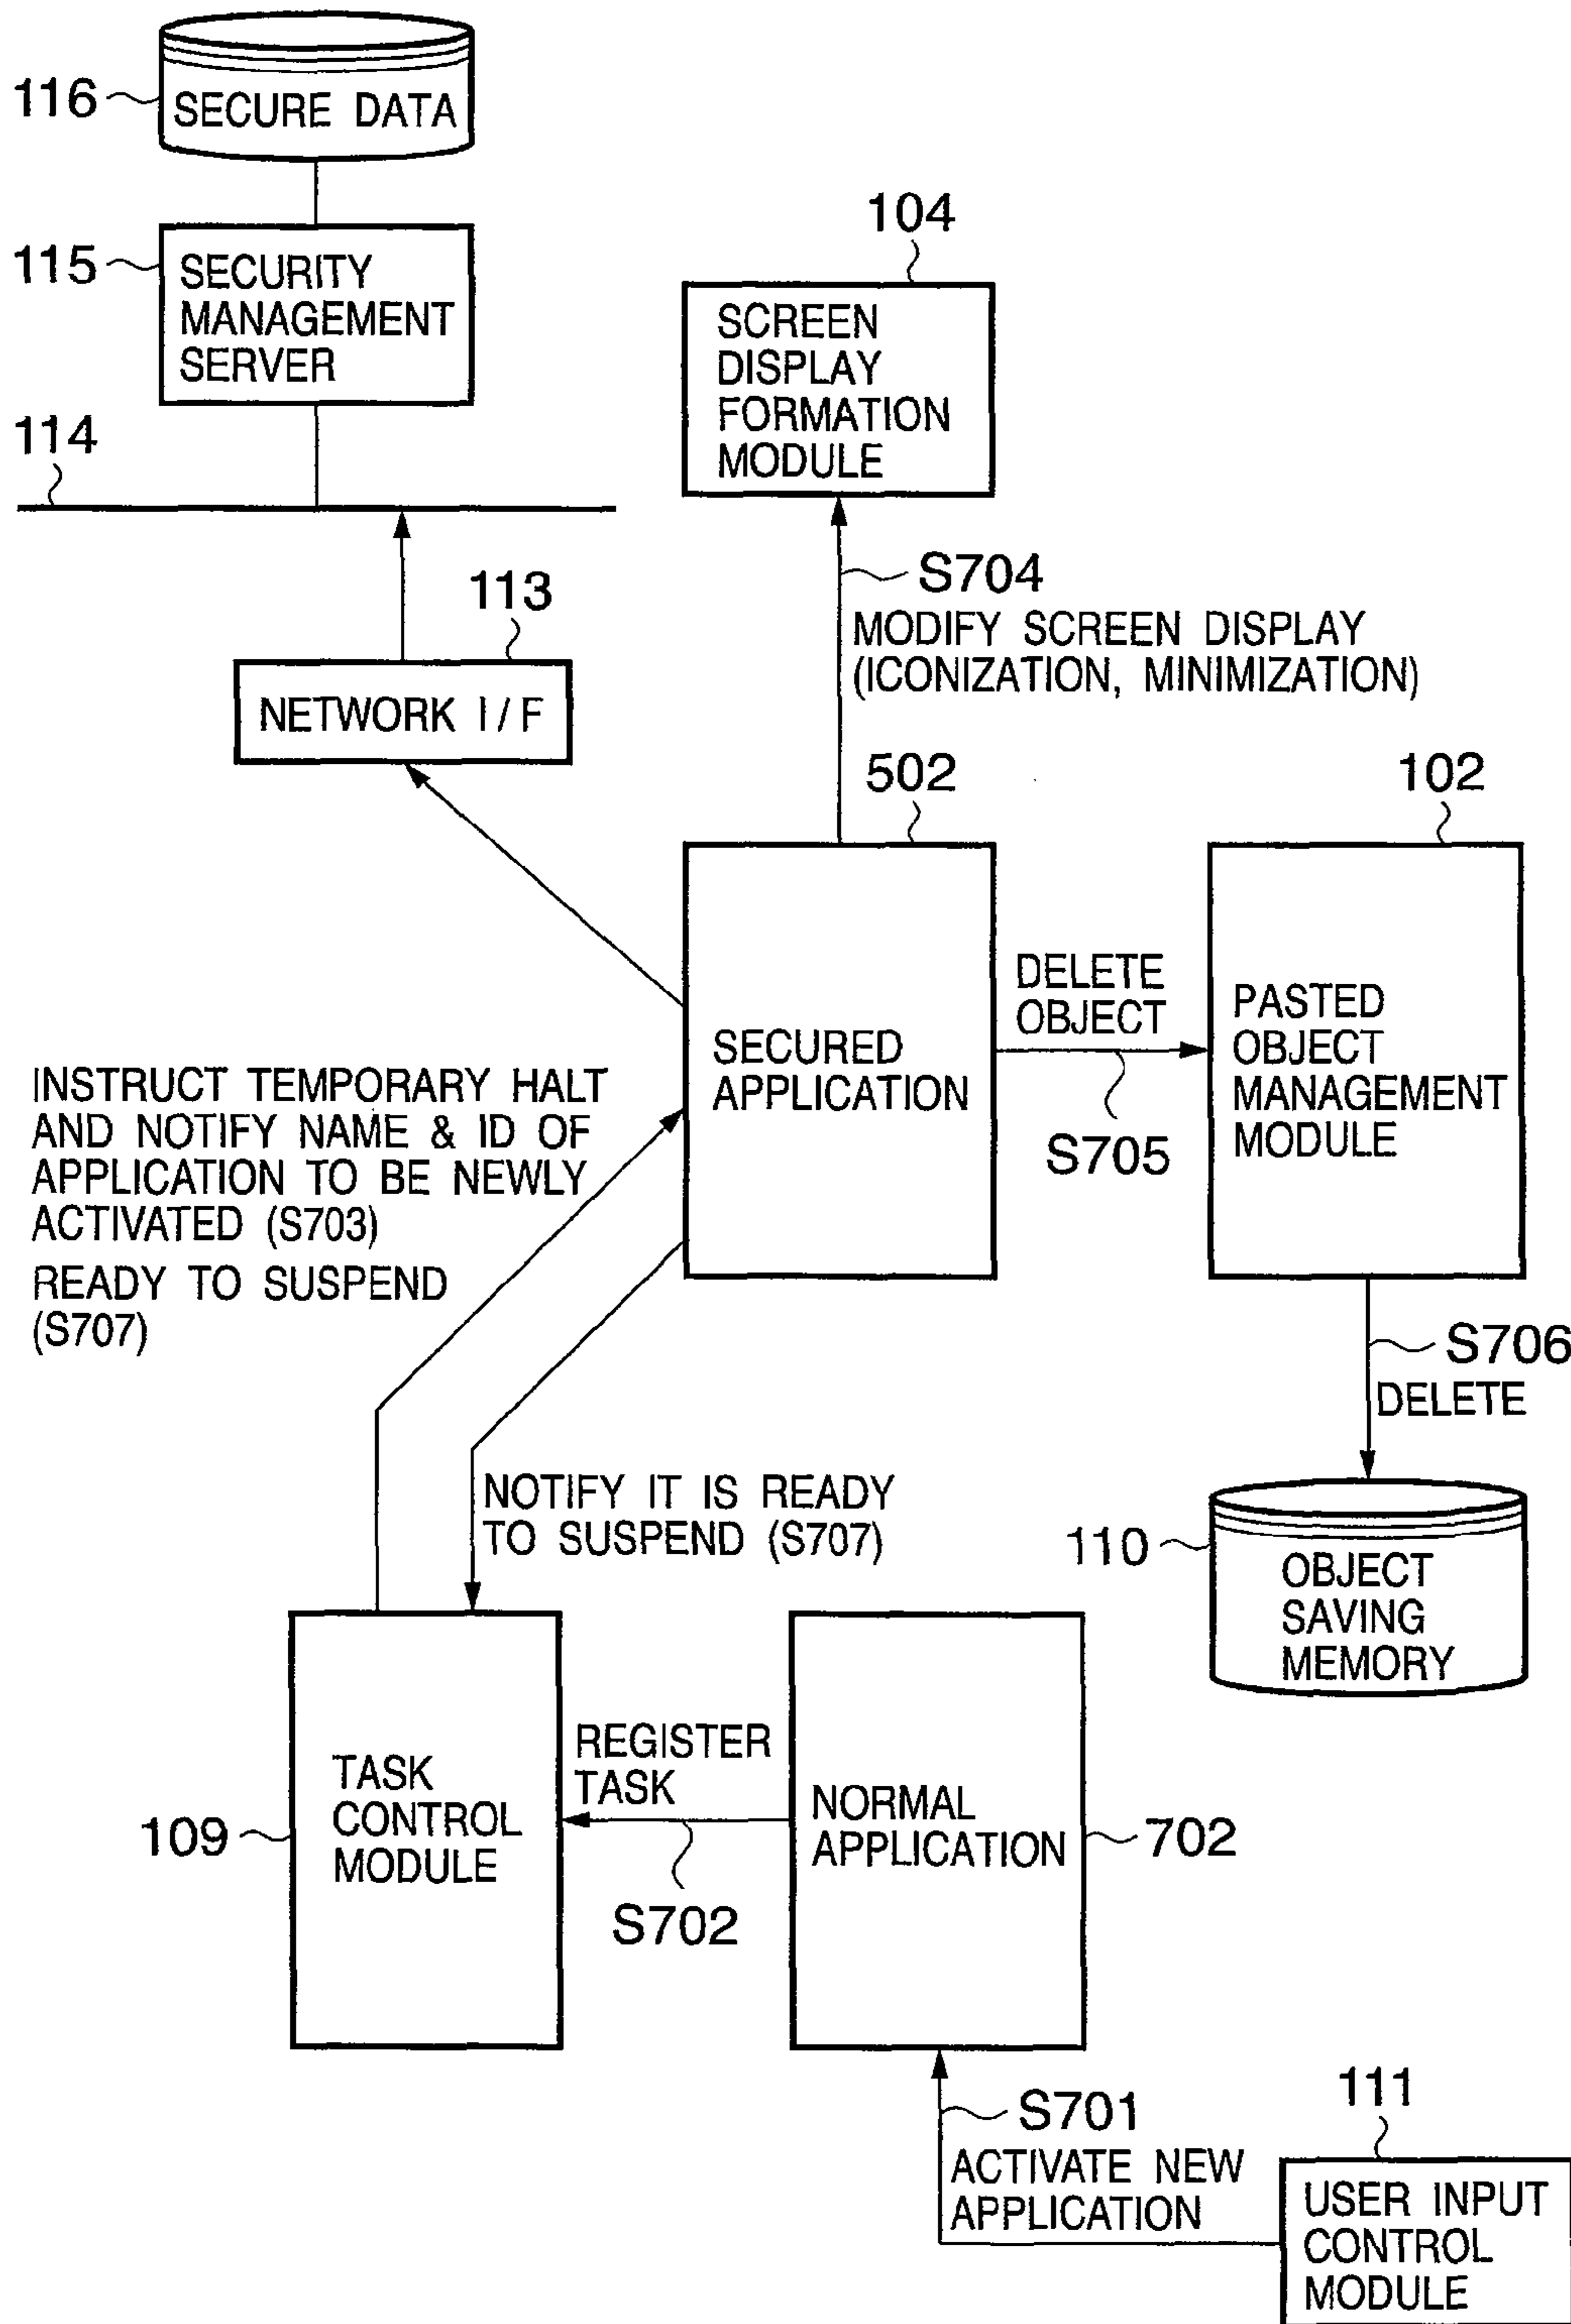 116
SECURE DATA
115
SECURITY
MANAGEMENT
SERVER
114
104
SCREEN
DISPLAY
FORMATION
MODULE
S704
MODIFY SCREEN DISPLAY
(ICONIZATION, MINIMIZATION)
113
NETWORK I/F
502
SECURED
APPLICATION
102
PASTED
OBJECT
MANAGEMENT
MODULE
DELETE
OBJECT
S705
INSTRUCT TEMPORARY HALT
AND NOTIFY NAME & ID OF
APPLICATION TO BE NEWLY
ACTIVATED (S703)
READY TO SUSPEND
(S707)
S706
DELETE
NOTIFY IT IS READY
TO SUSPEND (S707)
110
OBJECT
SAVING
MEMORY
109
TASK
CONTROL
MODULE
REGISTER
TASK
S702
NORMAL
APPLICATION
702
S701
ACTIVATE NEW
APPLICATION
111
USER INPUT
CONTROL
MODULE